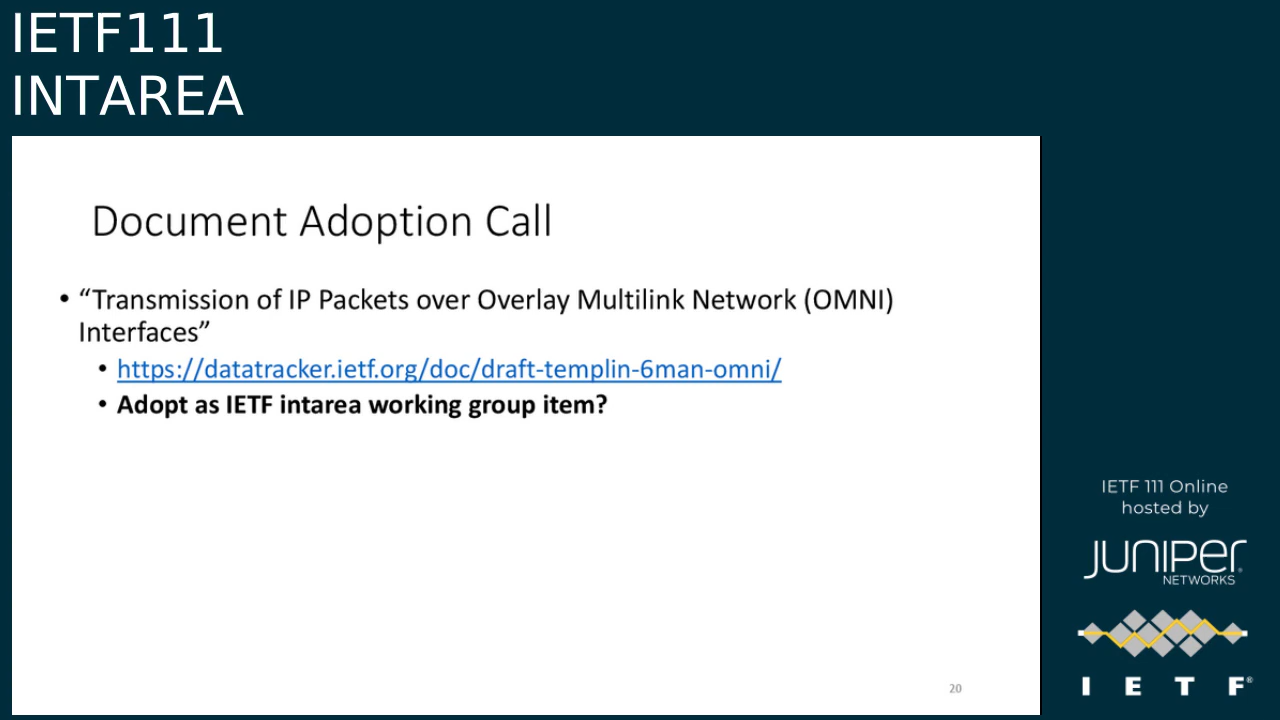 IETF111
INTAREA
Document Adoption Call
• “Transmission of IP Packets over Overlay Multilink Network (OMNI)
Interfaces”
• https://datatracker.ietf.org/doc/draft-templin-6man-omni/
• Adopt as IETF intarea working group item?
IETF 111 Online
hosted by
JUNIPER
NETWORKS
I E T F®
20